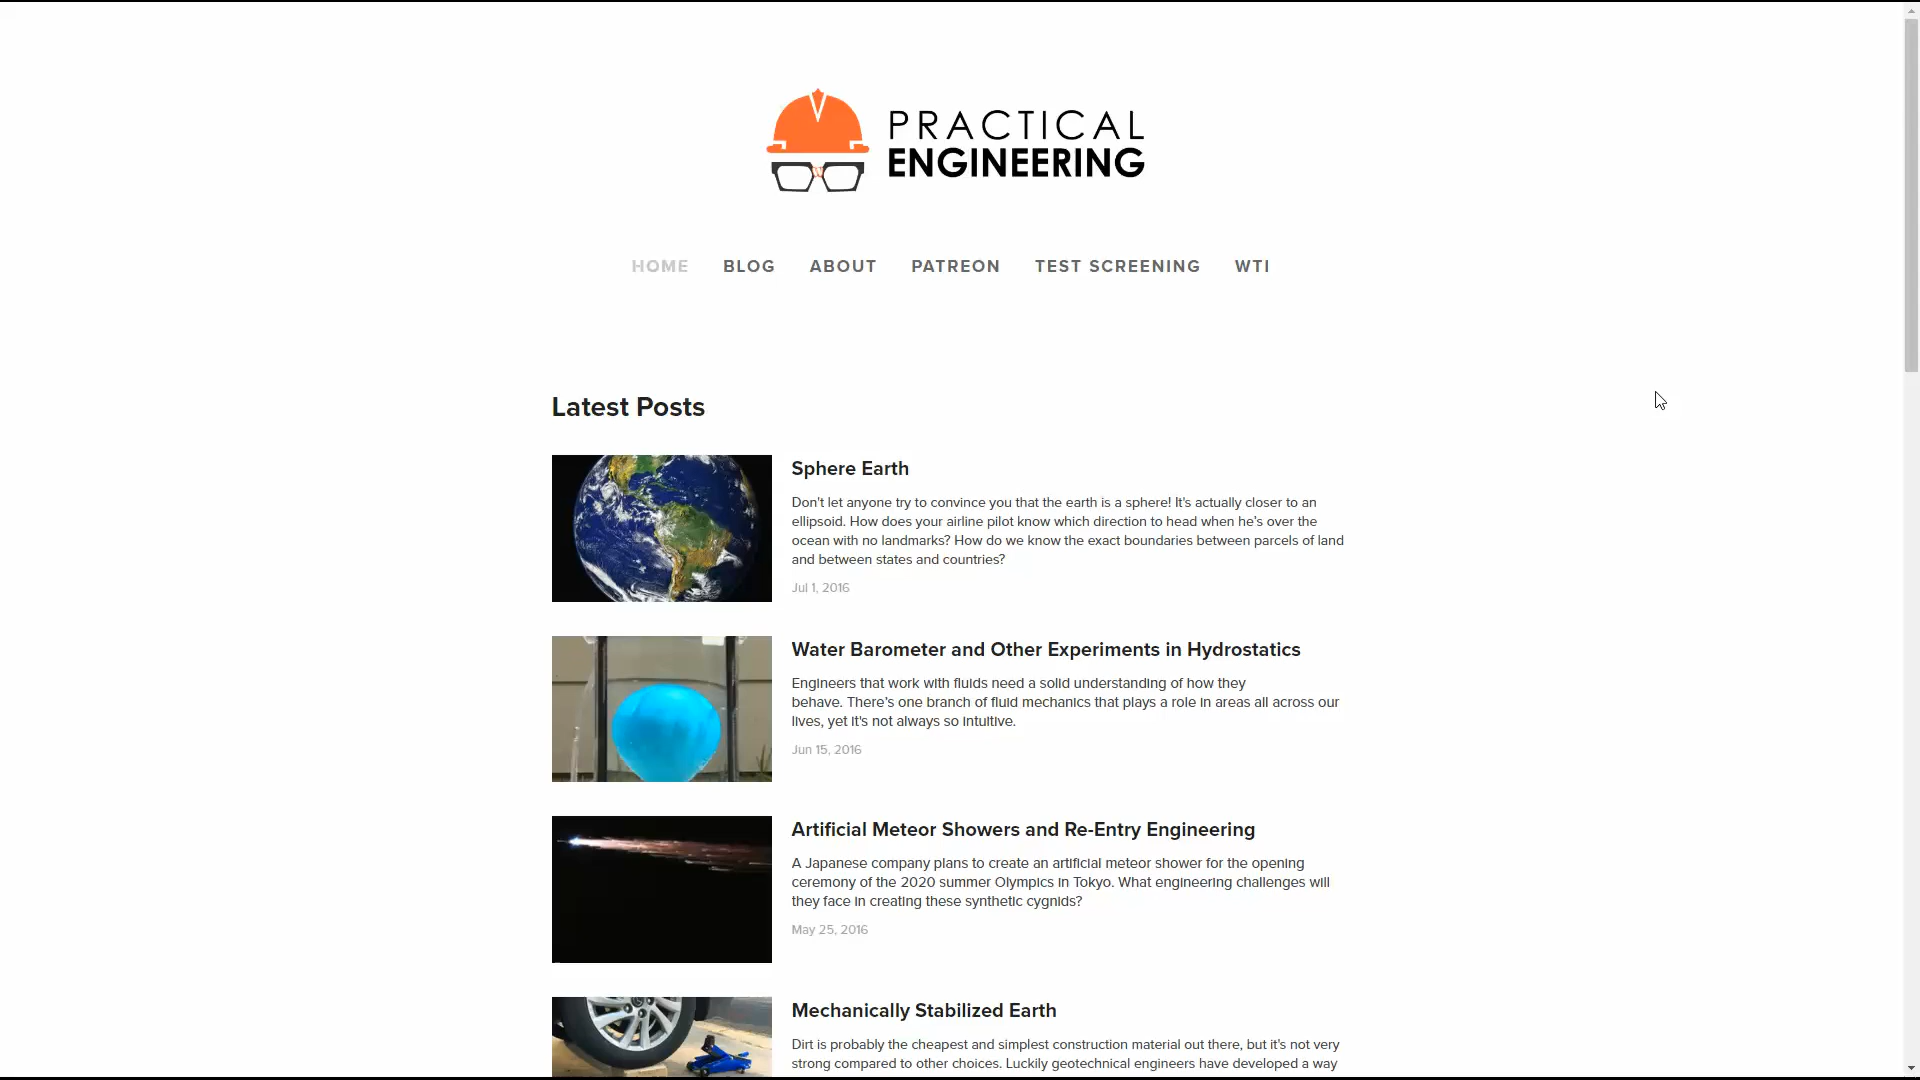 PRACTICAL
ENGINEERING
HOME BLOG ABOUT PATREON TEST SCREENING WTI
Latest Posts
Sphere Earth
Don't let anyone try to convince you that the earth is a sphere! It's actually closer to an
ellipsoid. How does your airline pilot know which direction to head when he's over the
ocean with no landmarks? How do we know the exact boundaries between parcels of land
and between states and countries?
Jul 1, 2016
Water Barometer and Other Experiments in Hydrostatics
Engineers that work with fluids need a solid understanding of how they
behave. There's one branch of fluid mechanics that plays a role in areas all across our
lives, yet it's not always so intuitive.
Jun 15, 2016
Artificial Meteor Showers and Re-Entry Engineering
A Japanese company plans to create an artificial meteor shower for the opening
ceremony of the 2020 summer Olympics in Tokyo. What engineering challenges will
they face in creating these synthetic cygnids?
May 25, 2016
Mechanically Stabilized Earth
Dirt is probably the cheapest and simplest construction material out there, but it's not very
strong compared to other choices. Luckily geotechnical engineers have developed a way